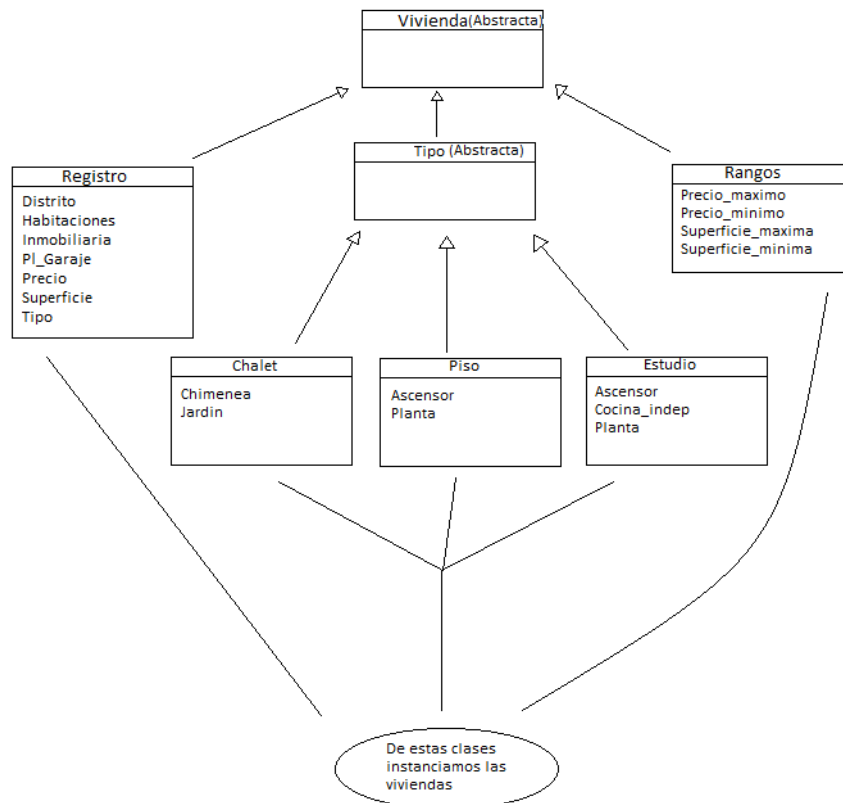 Vivienda(Abstracta)
Tipo (Abstracta)
Registro
Distrito
Habitaciones
Inmobiliaria
Pl_Garaje
Precio
Superficie
Tipo
Rangos
Precio_maximo
Precio_minimo
Superficie_maxima
Superficie_minima
Chalet
Chimenea
Jardin
Piso
Ascensor
Planta
Estudio
Ascensor
Cocina_indep
Planta
De estas clases
instanciamos las
viviendas